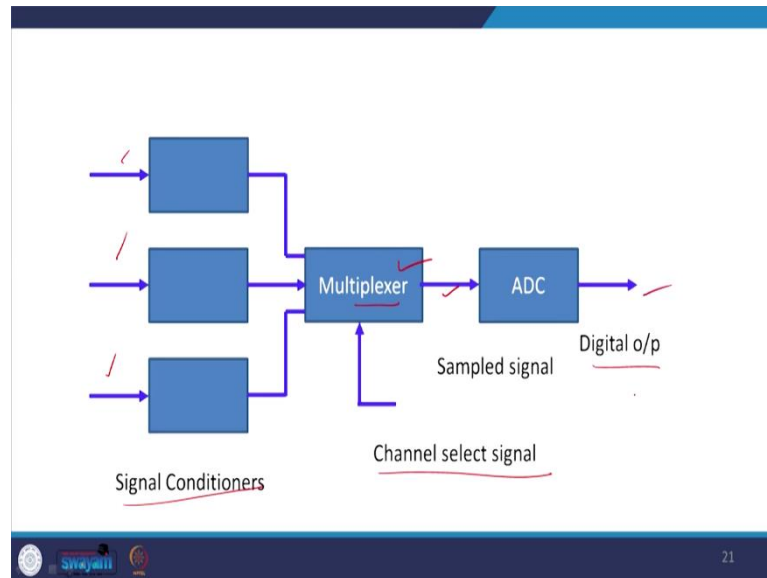 Multiplexer
ADC
Digital o/p
Sampled signal
Channel select signal
Signal Conditioners
swayam
21